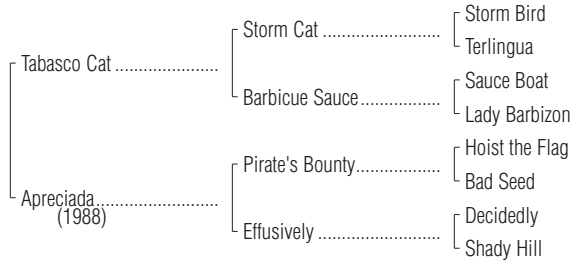 Storm Bird
Storm Cat ........................
Terlingua
Tabasco Cat .....................
Sauce Boat
Barbicue Sauce................
Lady Barbizon
Hoist the Flag
Pirate's Bounty.................
Bad Seed
Apreciada.........................
(1988)
Decidedly
Effusively .........................
Shady Hill